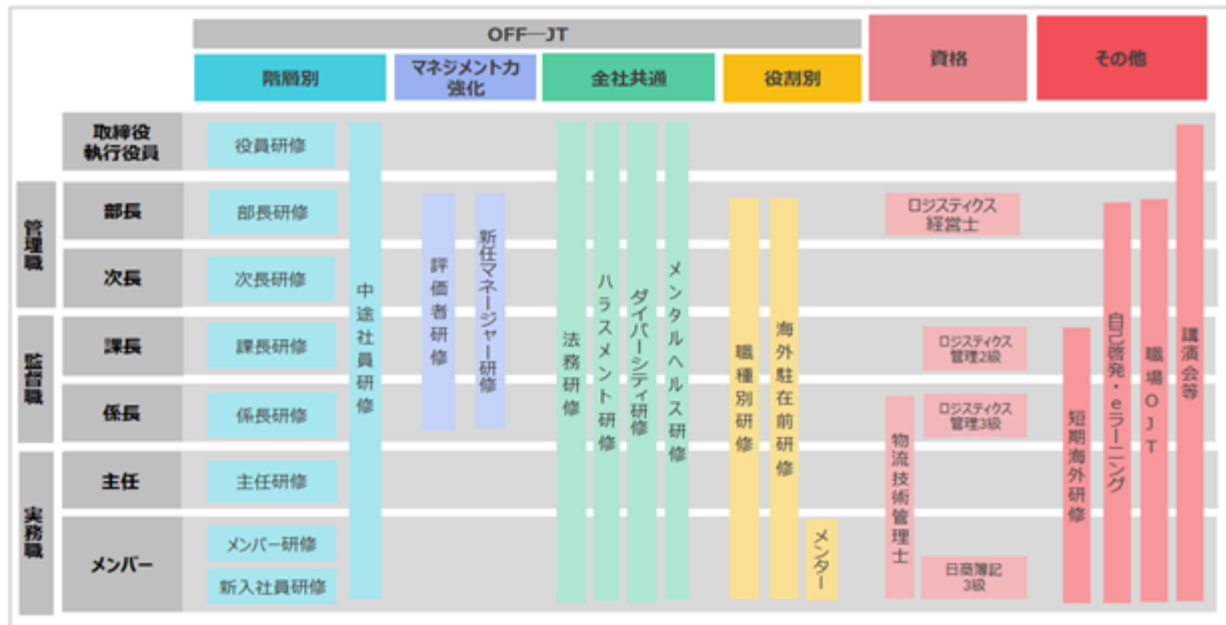 OFF―JT
階層別
マネジメント力
強化
全社共通
役割別
資格
その他
取締役
執行役員
管理職
部長
次長
監督職
課長
係長
実務職
主任
メンバー
役員研修
部長研修
次長研修
課長研修
係長研修
主任研修
メンバー研修
新入社員研修
中途社員研修
評価者研修
新任マネージャー研修
法務研修
ハラスメント研修
ダイバーシティ研修
メンタルヘルス研修
職種別研修
海外駐在前研修
メンター
ロジスティクス
経営士
ロジスティクス
管理2級
ロジスティクス
管理3級
物流技術管理士
日商簿記
3級
短期海外研修
自己啓発・eラーニング
職場OJT
講演会等